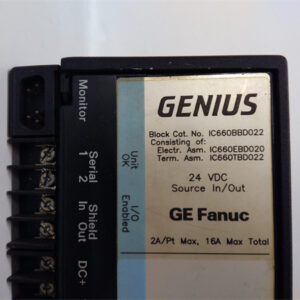 GENIUS
Block Cat. No. IC660BBD022
Consisting of:
Electr. Asm. IC660EBD020
Term. Asm. IC660TBD022
24 VDC
Source In/Out
GE Fanuc
2A/Pt Max, 16A Max Total
Unit
OK
I/O
Enabled
Monitor
Serial
1 2
Shield
In Out
DC+